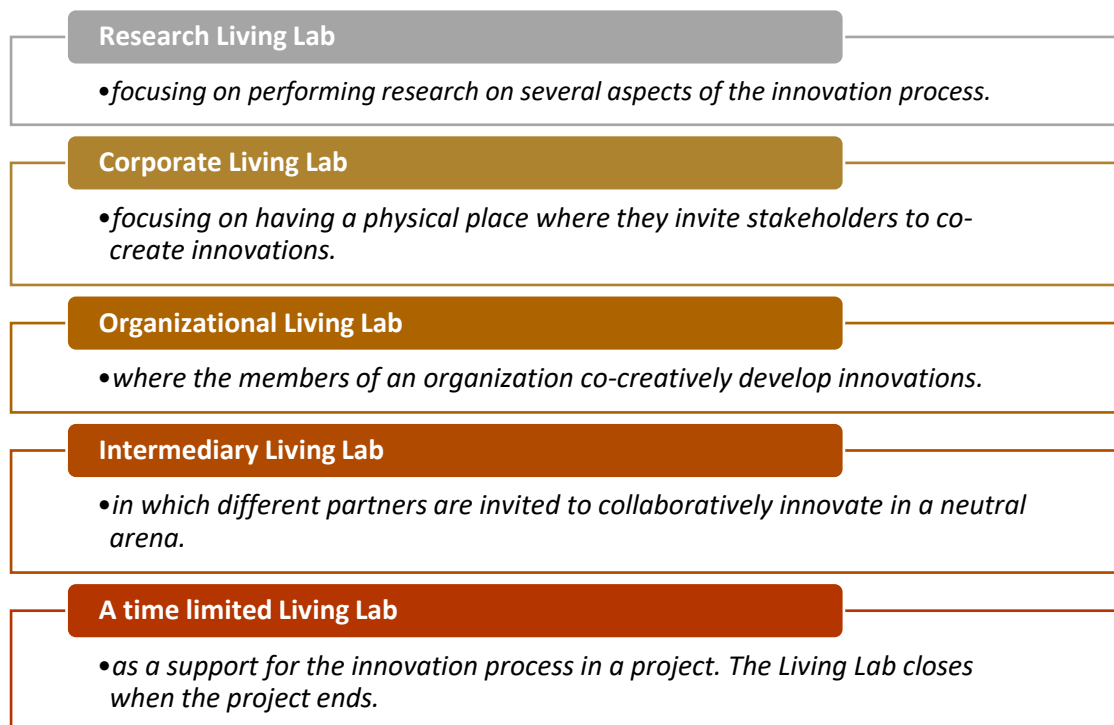 Research Living Lab
•focusing on performing research on several aspects of the innovation process.
Corporate Living Lab
•focusing on having a physical place where they invite stakeholders to co-
create innovations.
Organizational Living Lab
•where the members of an organization co-creatively develop innovations.
Intermediary Living Lab
•in which different partners are invited to collaboratively innovate in a neutral
arena.
A time limited Living Lab
•as a support for the innovation process in a project. The Living Lab closes
when the project ends.